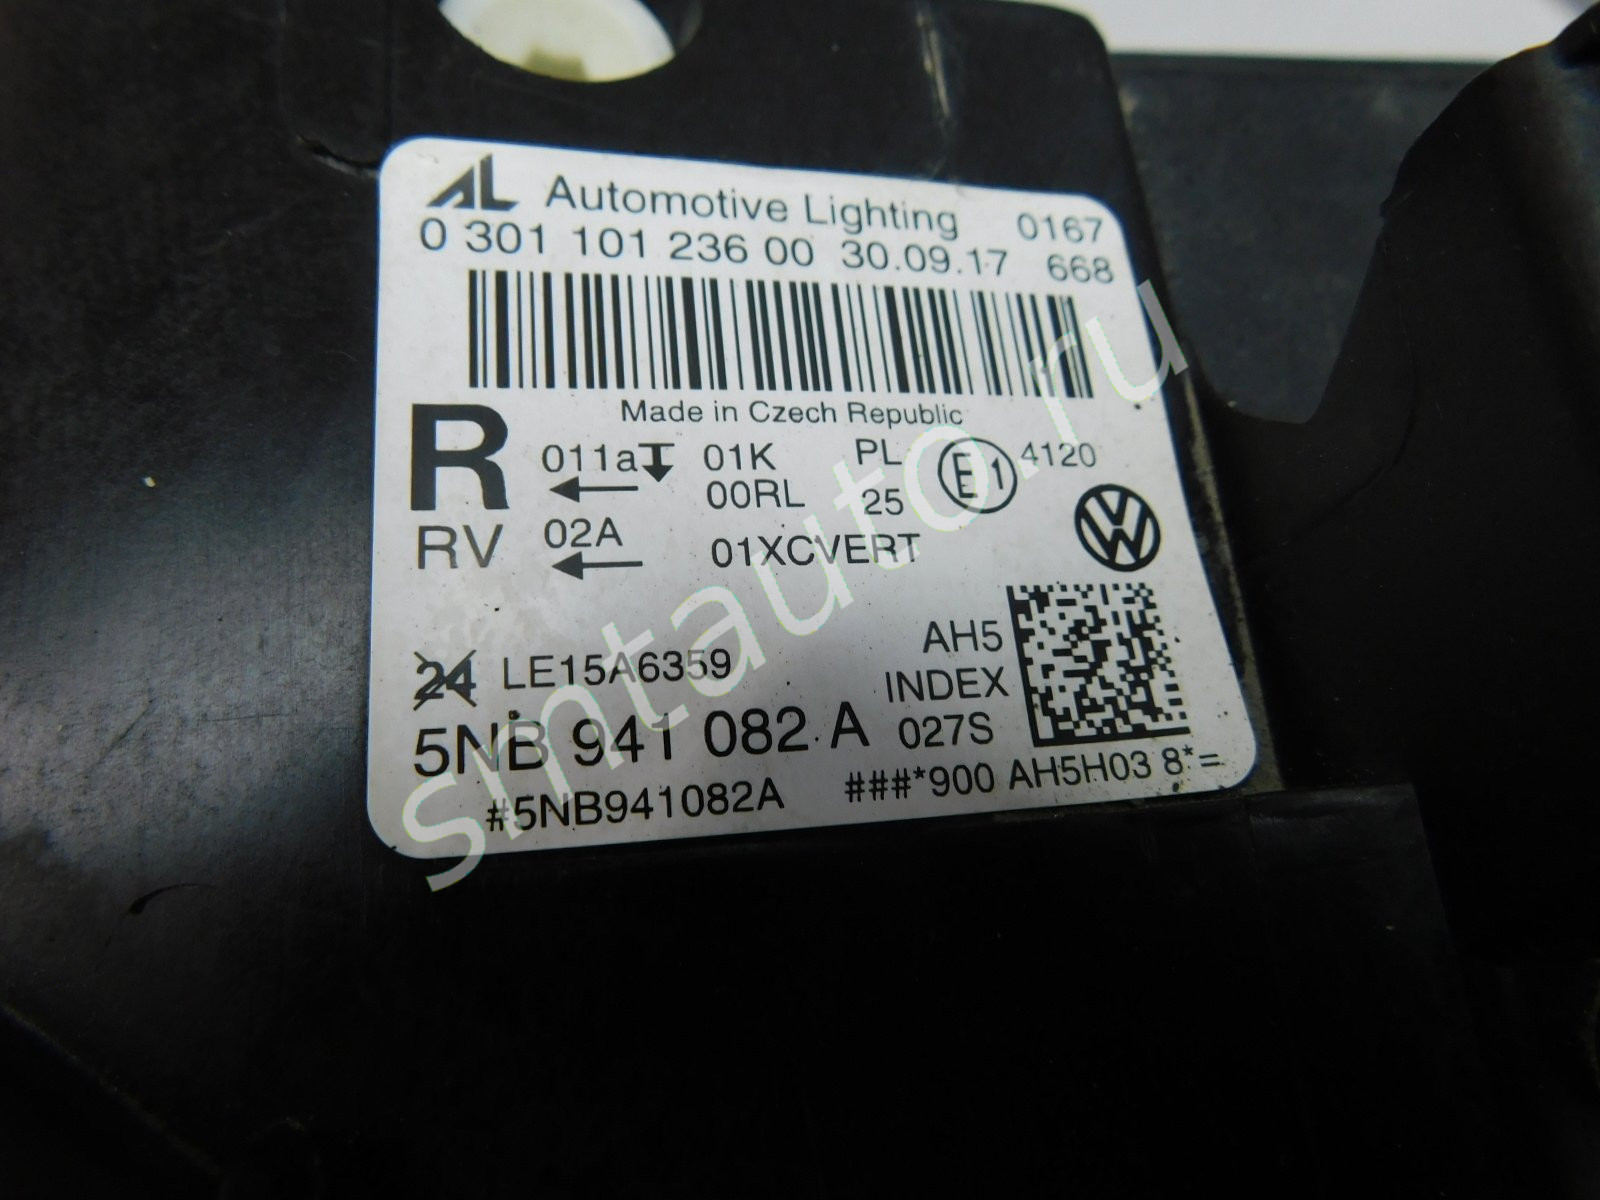 AL Automotive Lighting 0167
0 301 101 236 00 30.09.17 668
Made in Czech Republic
R 011a 01K PL E1 4120
00RL 25
RV 02A 01XCVERT
24 LE15A6359 AH5
INDEX
5NB 941 082 A 027S
#5NB941082A ###*900 AH5H03 8*=
smtauto.ru